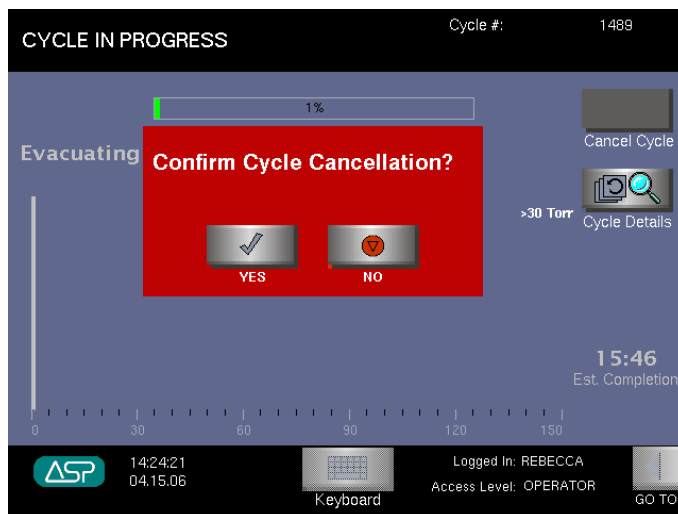 CYCLE IN PROGRESS
Cycle #: 1489
1%
Cancel Cycle
Evacuating
Confirm Cycle Cancellation?
>30 Torr
Cycle Details
YES NO
15:46
Est. Completion
0 30 60 90 120 150
ASP
14:24:21
04.15.06
Keyboard
Logged In: REBECCA
Access Level: OPERATOR
GO TO